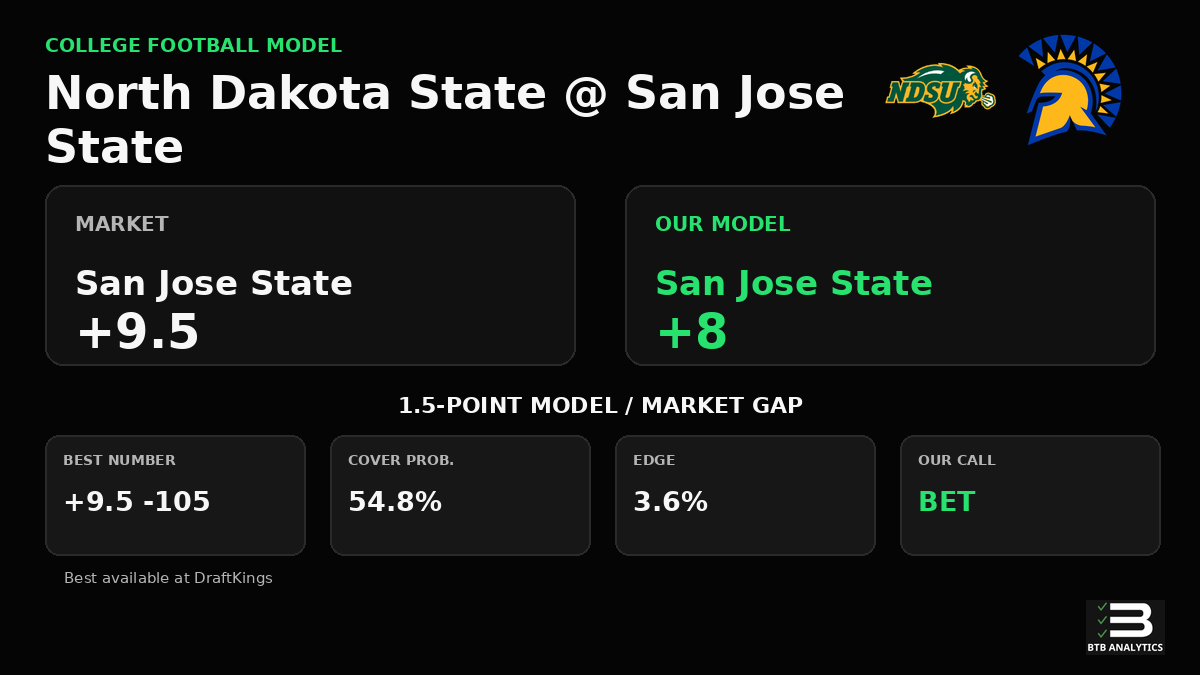 COLLEGE FOOTBALL MODEL
North Dakota State @ San Jose
State
NDSU
MARKET
San Jose State
+9.5
OUR MODEL
San Jose State
+8
1.5-POINT MODEL / MARKET GAP
BEST NUMBER
+9.5 -105
COVER PROB.
54.8%
EDGE
3.6%
OUR CALL
BET
Best available at DraftKings
B
BTB ANALYTICS